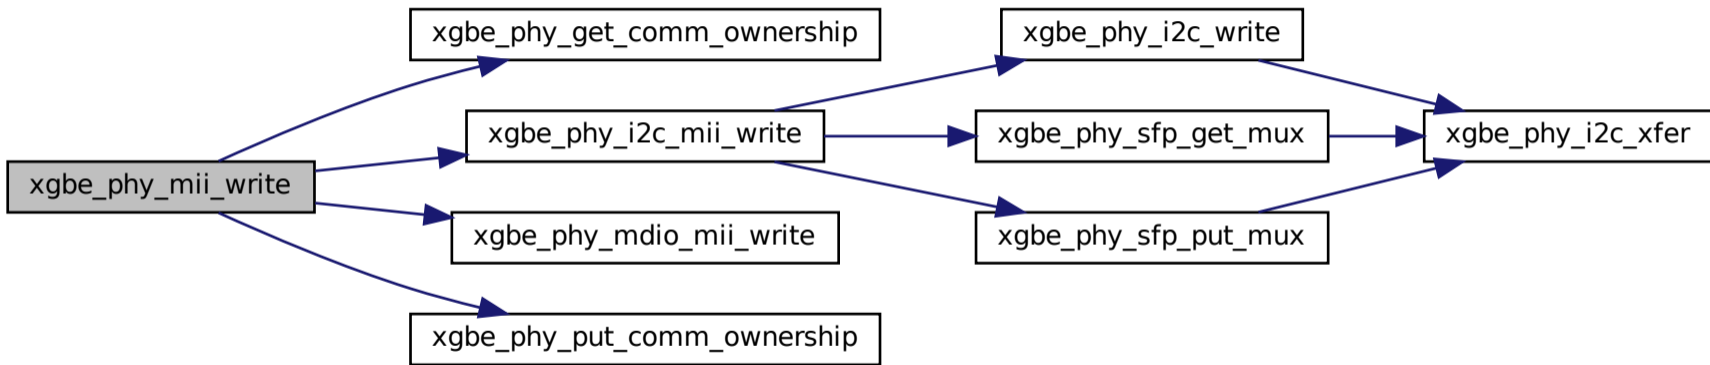 xgbe_phy_get_comm_ownership
xgbe_phy_i2c_write
xgbe_phy_i2c_mii_write
xgbe_phy_sfp_get_mux
xgbe_phy_i2c_xfer
xgbe_phy_mii_write
xgbe_phy_mdio_mii_write
xgbe_phy_sfp_put_mux
xgbe_phy_put_comm_ownership